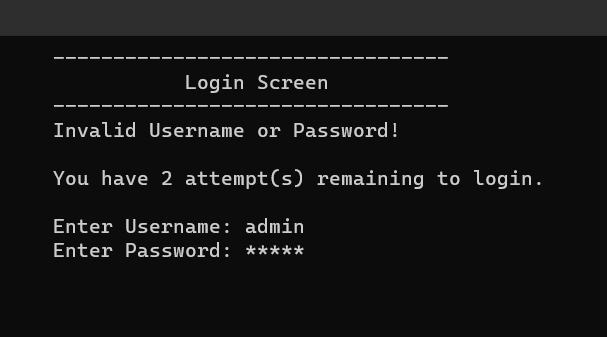 ---------------------------------
Login Screen
---------------------------------
Invalid Username or Password!
You have 2 attempt(s) remaining to login.
Enter Username: admin
Enter Password: *****